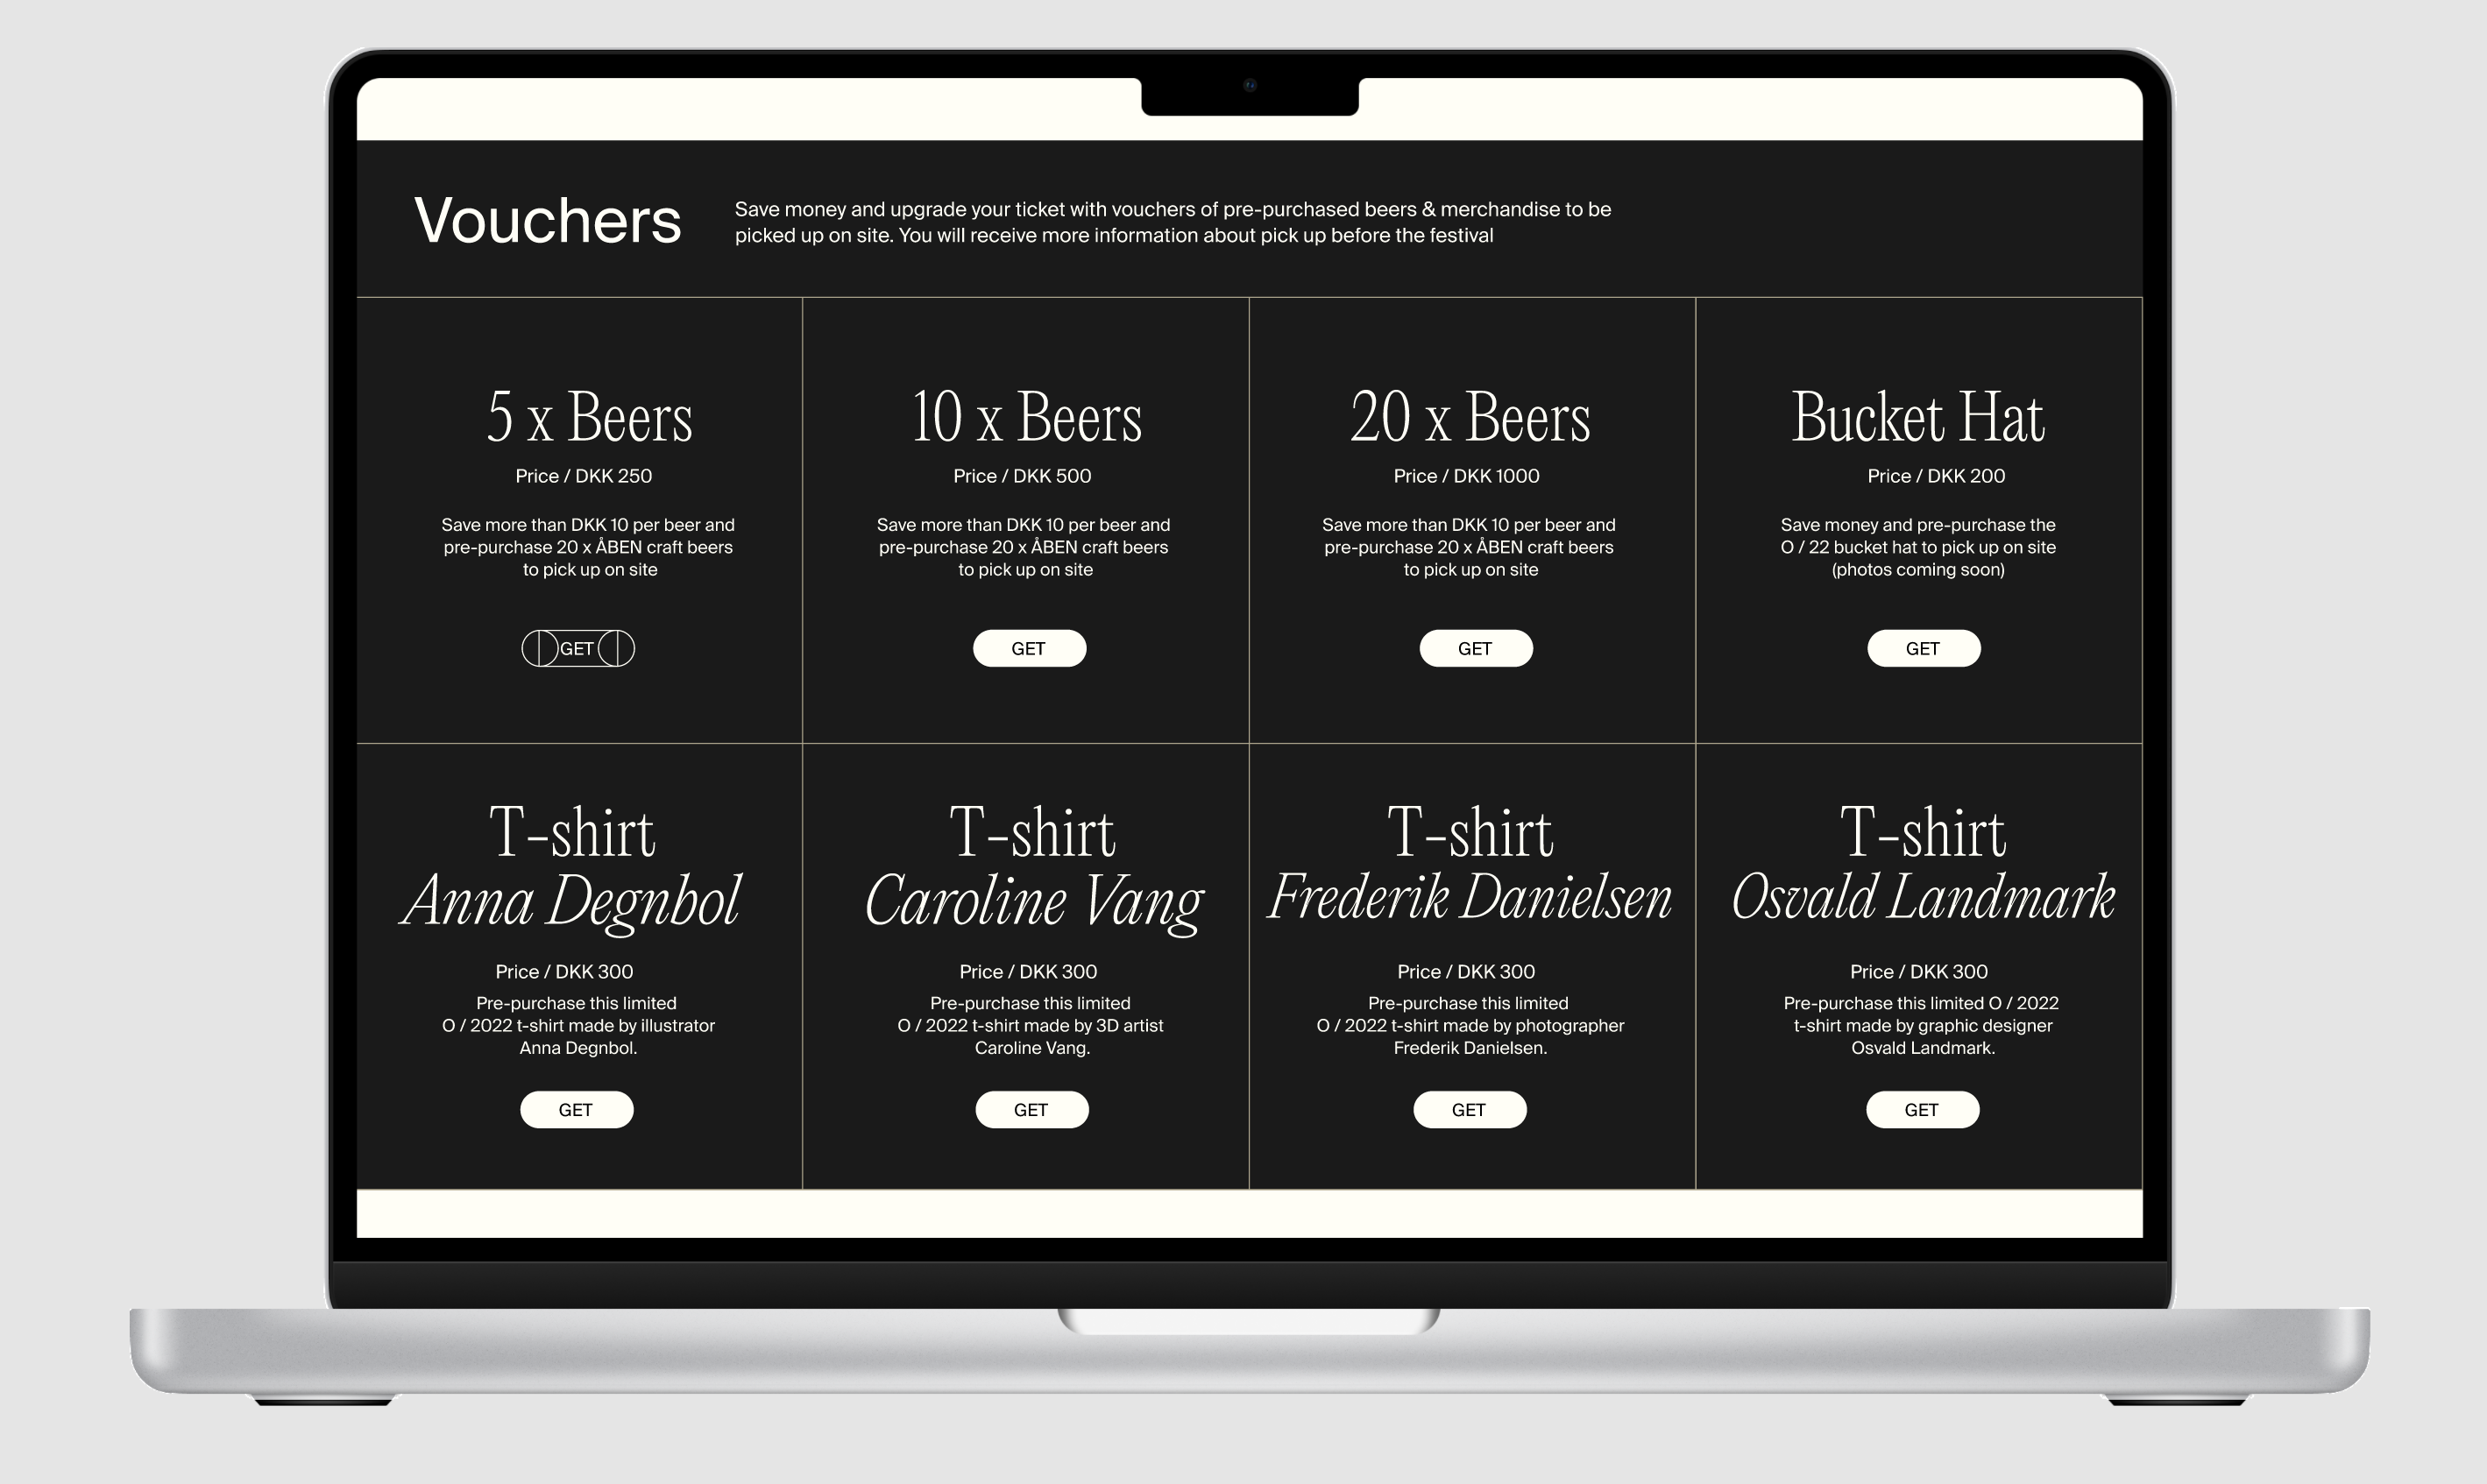 Vouchers
Save money and upgrade your ticket with vouchers of pre-purchased beers & merchandise to be
picked up on site. You will receive more information about pick up before the festival
5 x Beers
Price / DKK 250
Save more than DKK 10 per beer and
pre-purchase 20 x ÅBEN craft beers
to pick up on site
GET
10 x Beers
Price / DKK 500
Save more than DKK 10 per beer and
pre-purchase 20 x ÅBEN craft beers
to pick up on site
GET
20 x Beers
Price / DKK 1000
Save more than DKK 10 per beer and
pre-purchase 20 x ÅBEN craft beers
to pick up on site
GET
Bucket Hat
Price / DKK 200
Save money and pre-purchase the
O / 22 bucket hat to pick up on site
(photos coming soon)
GET
T-shirt
Anna Degnbol
Price / DKK 300
Pre-purchase this limited
O / 2022 t-shirt made by illustrator
Anna Degnbol.
GET
T-shirt
Caroline Vang
Price / DKK 300
Pre-purchase this limited
O / 2022 t-shirt made by 3D artist
Caroline Vang.
GET
T-shirt
Frederik Danielsen
Price / DKK 300
Pre-purchase this limited
O / 2022 t-shirt made by photographer
Frederik Danielsen.
GET
T-shirt
Osvald Landmark
Price / DKK 300
Pre-purchase this limited O / 2022
t-shirt made by graphic designer
Osvald Landmark.
GET